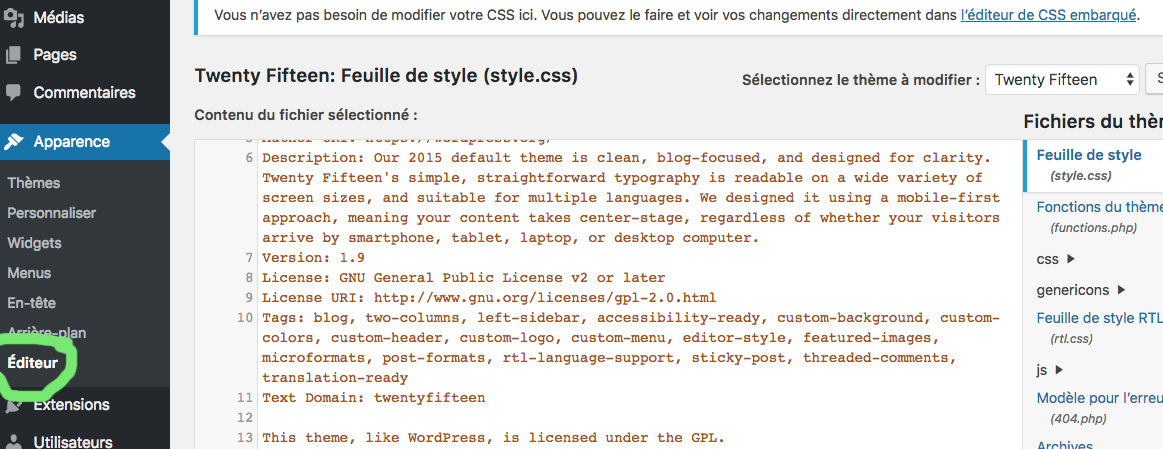 Médias
Pages
Commentaires
Apparence
Thèmes
Personnaliser
Widgets
Menus
En-tête
Arrière-plan
Éditeur
Extensions
Utilisateurs
Vous n’avez pas besoin de modifier votre CSS ici. Vous pouvez le faire et voir vos changements directement dans l’éditeur de CSS embarqué.
Twenty Fifteen: Feuille de style (style.css)
Sélectionnez le thème à modifier : Twenty Fifteen S
Contenu du fichier sélectionné :
5 Author URI: https://wordpress.org/
6 Description: Our 2015 default theme is clean, blog-focused, and designed for clarity.
Twenty Fifteen's simple, straightforward typography is readable on a wide variety of
screen sizes, and suitable for multiple languages. We designed it using a mobile-first
approach, meaning your content takes center-stage, regardless of whether your visitors
arrive by smartphone, tablet, laptop, or desktop computer.
7 Version: 1.9
8 License: GNU General Public License v2 or later
9 License URI: http://www.gnu.org/licenses/gpl-2.0.html
10 Tags: blog, two-columns, left-sidebar, accessibility-ready, custom-background, custom-
colors, custom-header, custom-logo, custom-menu, editor-style, featured-images,
microformats, post-formats, rtl-language-support, sticky-post, threaded-comments,
translation-ready
11 Text Domain: twentyfifteen
12
13 This theme, like WordPress, is licensed under the GPL.
Fichiers du thèm
Feuille de style
(style.css)
Fonctions du thème
(functions.php)
css
genericons
Feuille de style RTL
(rtl.css)
js
Modèle pour l’erreu
(404.php)
Archives